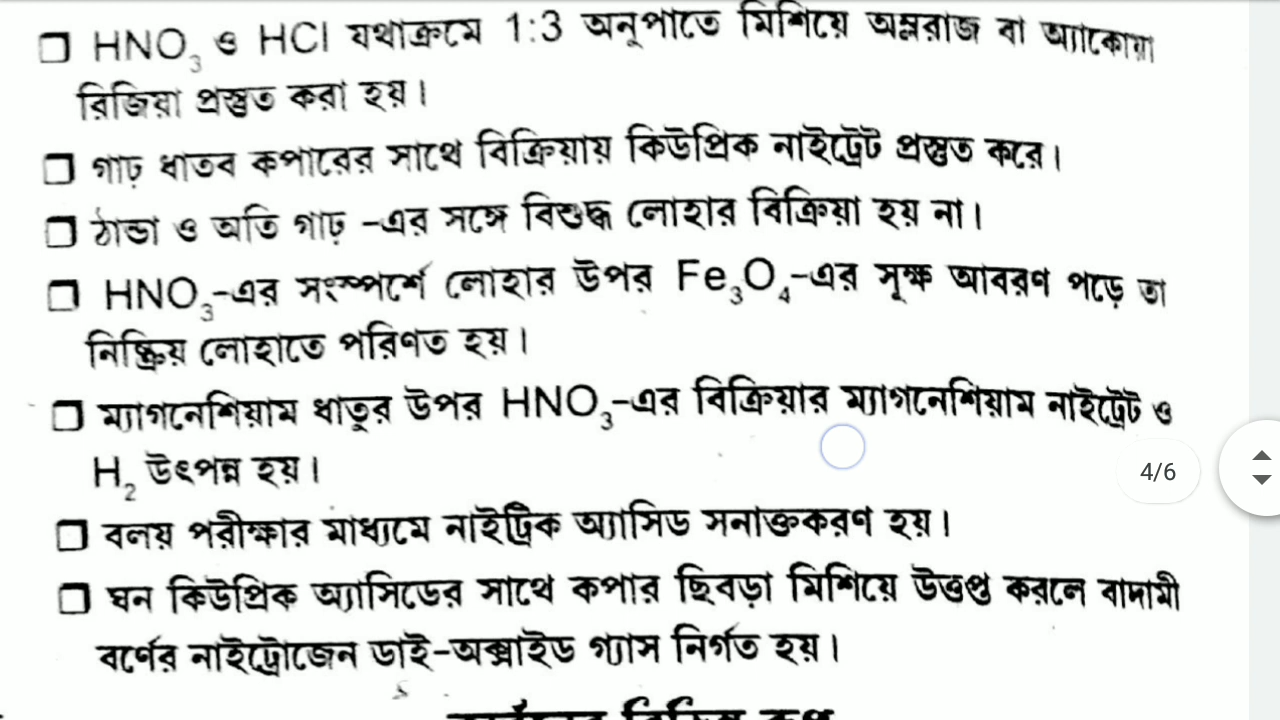 ❐ HNO₃ ও HCl যথাক্রমে 1:3 অনুপাতে মিশিয়ে অম্লরাজ বা অ্যাকোয়া
রিজিয়া প্রস্তুত করা হয়।
❐ গাঢ় ধাতব কপারের সাথে বিক্রিয়ায় কিউপ্রিক নাইট্রেট প্রস্তুত করে।
❐ ঠান্ডা ও অতি গাঢ় -এর সঙ্গে বিশুদ্ধ লোহার বিক্রিয়া হয় না।
❐ HNO₃-এর সংস্পর্শে লোহার উপর Fe₃O₄-এর সূক্ষ আবরণ পড়ে তা
নিষ্ক্রিয় লোহাতে পরিণত হয়।
❐ ম্যাগনেশিয়াম ধাতুর উপর HNO₃-এর বিক্রিয়ার ম্যাগনেশিয়াম নাইট্রেট ও
H₂ উৎপন্ন হয়।
4/6
❐ বলয় পরীক্ষার মাধ্যমে নাইট্রিক অ্যাসিড সনাক্তকরণ হয়।
❐ ঘন কিউপ্রিক অ্যাসিডের সাথে কপার ছিবড়া মিশিয়ে উত্তপ্ত করলে বাদামী
বর্ণের নাইট্রোজেন ডাই-অক্সাইড গ্যাস নির্গত হয়।